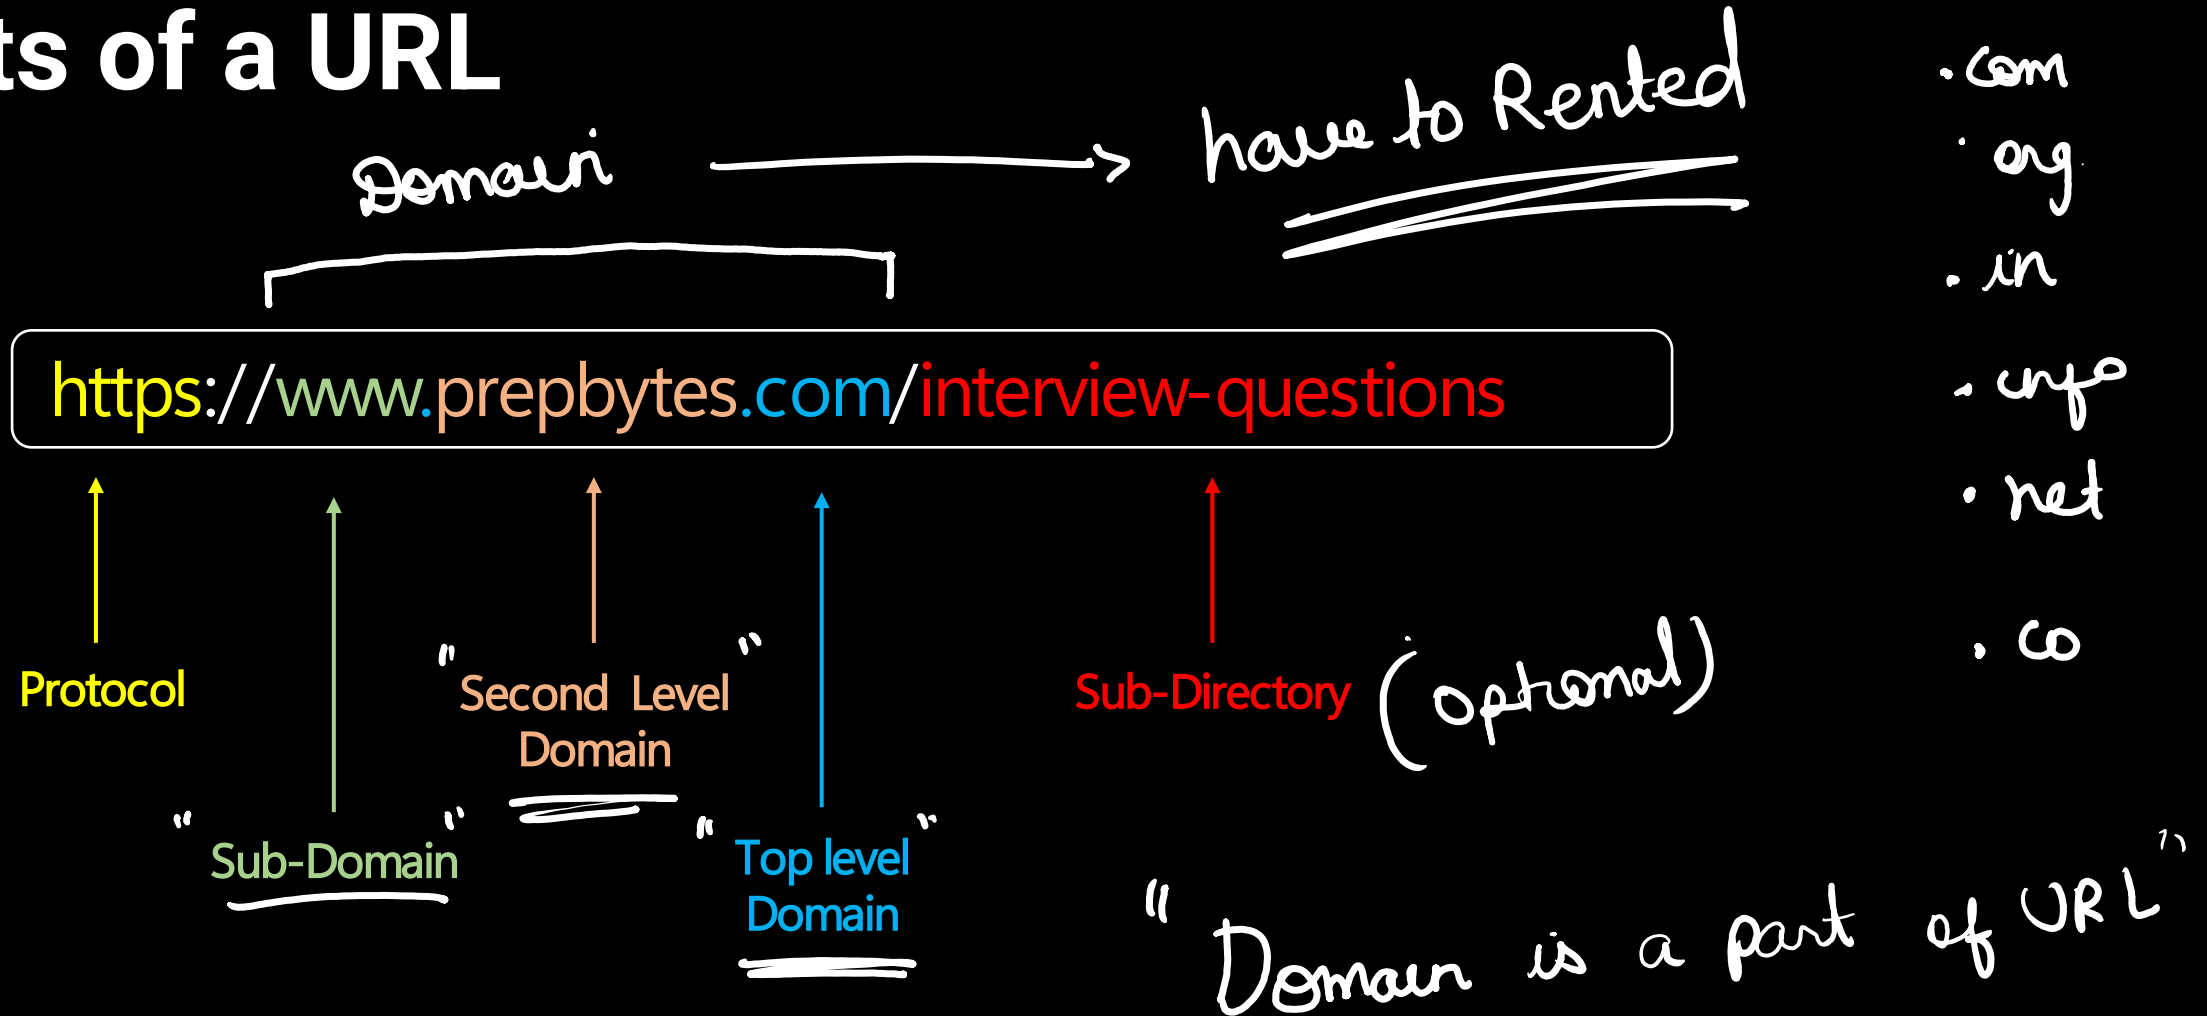 ts of a URL
Domain
have to Rented
.com
.org
.in
.info
.net
.co
https://www.prepbytes.com/interview-questions
Protocol
"Second Level
Domain"
Sub-Directory (optional)
"Sub-Domain"
"Top level
Domain"
"Domain is a part of URL"